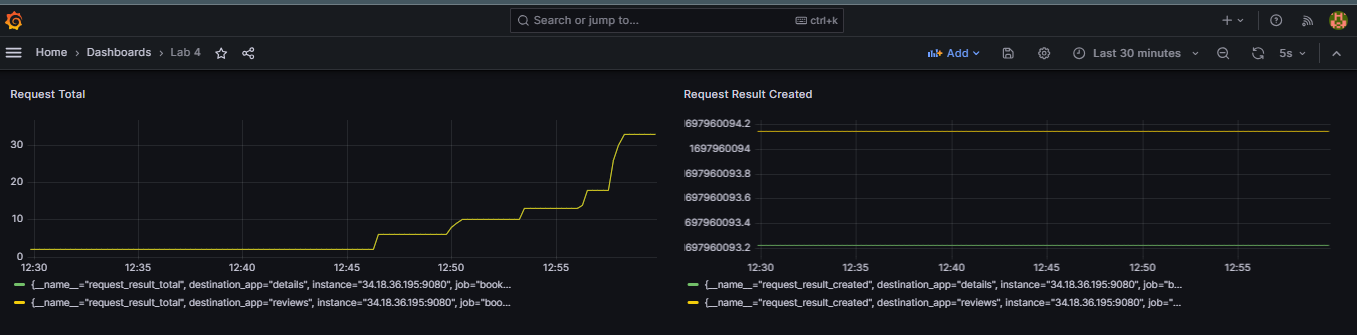 Search or jump to...
ctrl+k
Home › Dashboards › Lab 4
Add
Last 30 minutes
5s
Request Total
30
20
10
0
12:30 12:35 12:40 12:45 12:50 12:55
{__name__="request_result_total", destination_app="details", instance="34.18.36.195:9080", job="book...
{__name__="request_result_total", destination_app="reviews", instance="34.18.36.195:9080", job="boo...
Request Result Created
697960094.2
1697960094
697960093.8
697960093.6
697960093.4
697960093.2
12:30 12:35 12:40 12:45 12:50 12:55
{__name__="request_result_created", destination_app="details", instance="34.18.36.195:9080", job="b...
{__name__="request_result_created", destination_app="reviews", instance="34.18.36.195:9080", job="...